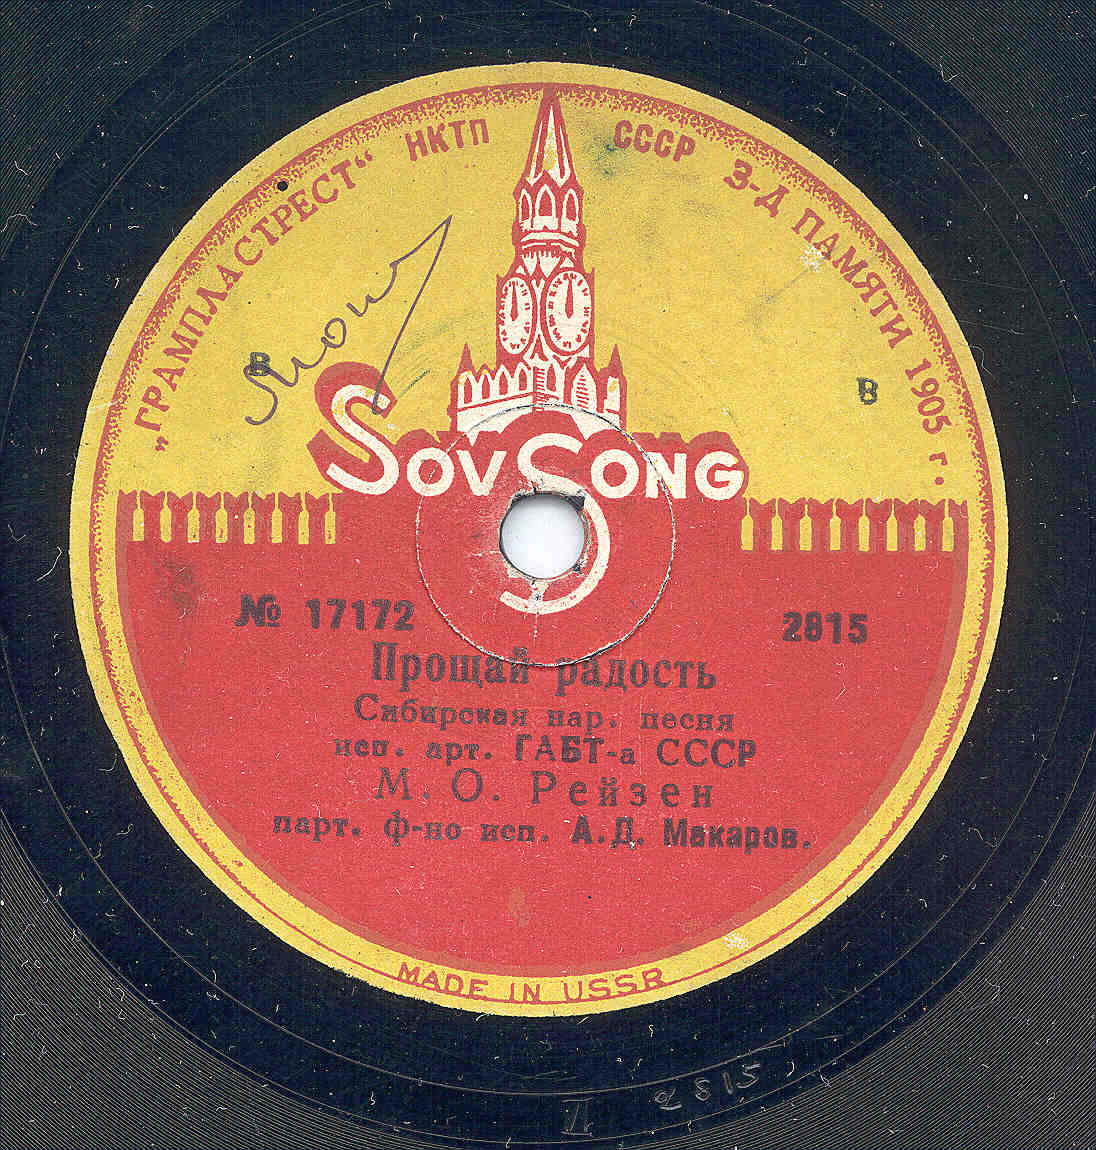 „ГРАМПЛАСТРЕСТ“ НКТП СССР З-Д ПАМЯТИ 1905 г.
В
В
SovSong
№ 17172
2815
Прощай радость
Сибирская нар. песня
исп. арт. ГАБТ-а СССР
М. О. Рейзен
парт. ф-по исп. А. Д. Макаров.
MADE IN USSR
2815